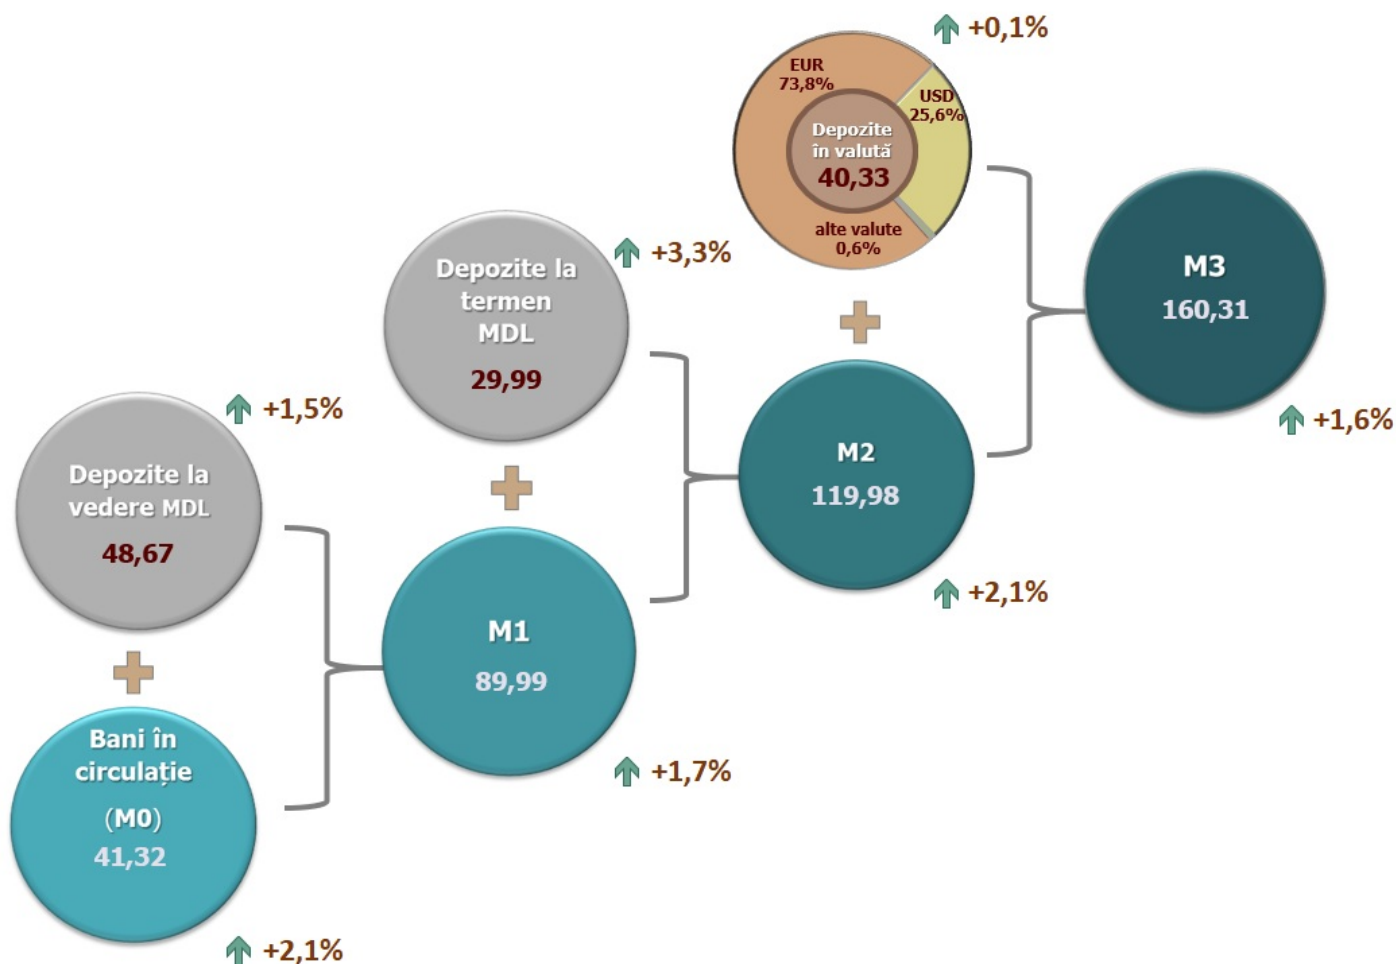 +0,1%
EUR
73,8%
USD
25,6%
Depozite
în valută
40,33
alte valute
0,6%
M3
160,31
+1,6%
Depozite la
termen
MDL
29,99
+3,3%
M2
119,98
+2,1%
Depozite la
vedere MDL
48,67
+1,5%
M1
89,99
+1,7%
Bani în
circulație
(M0)
41,32
+2,1%